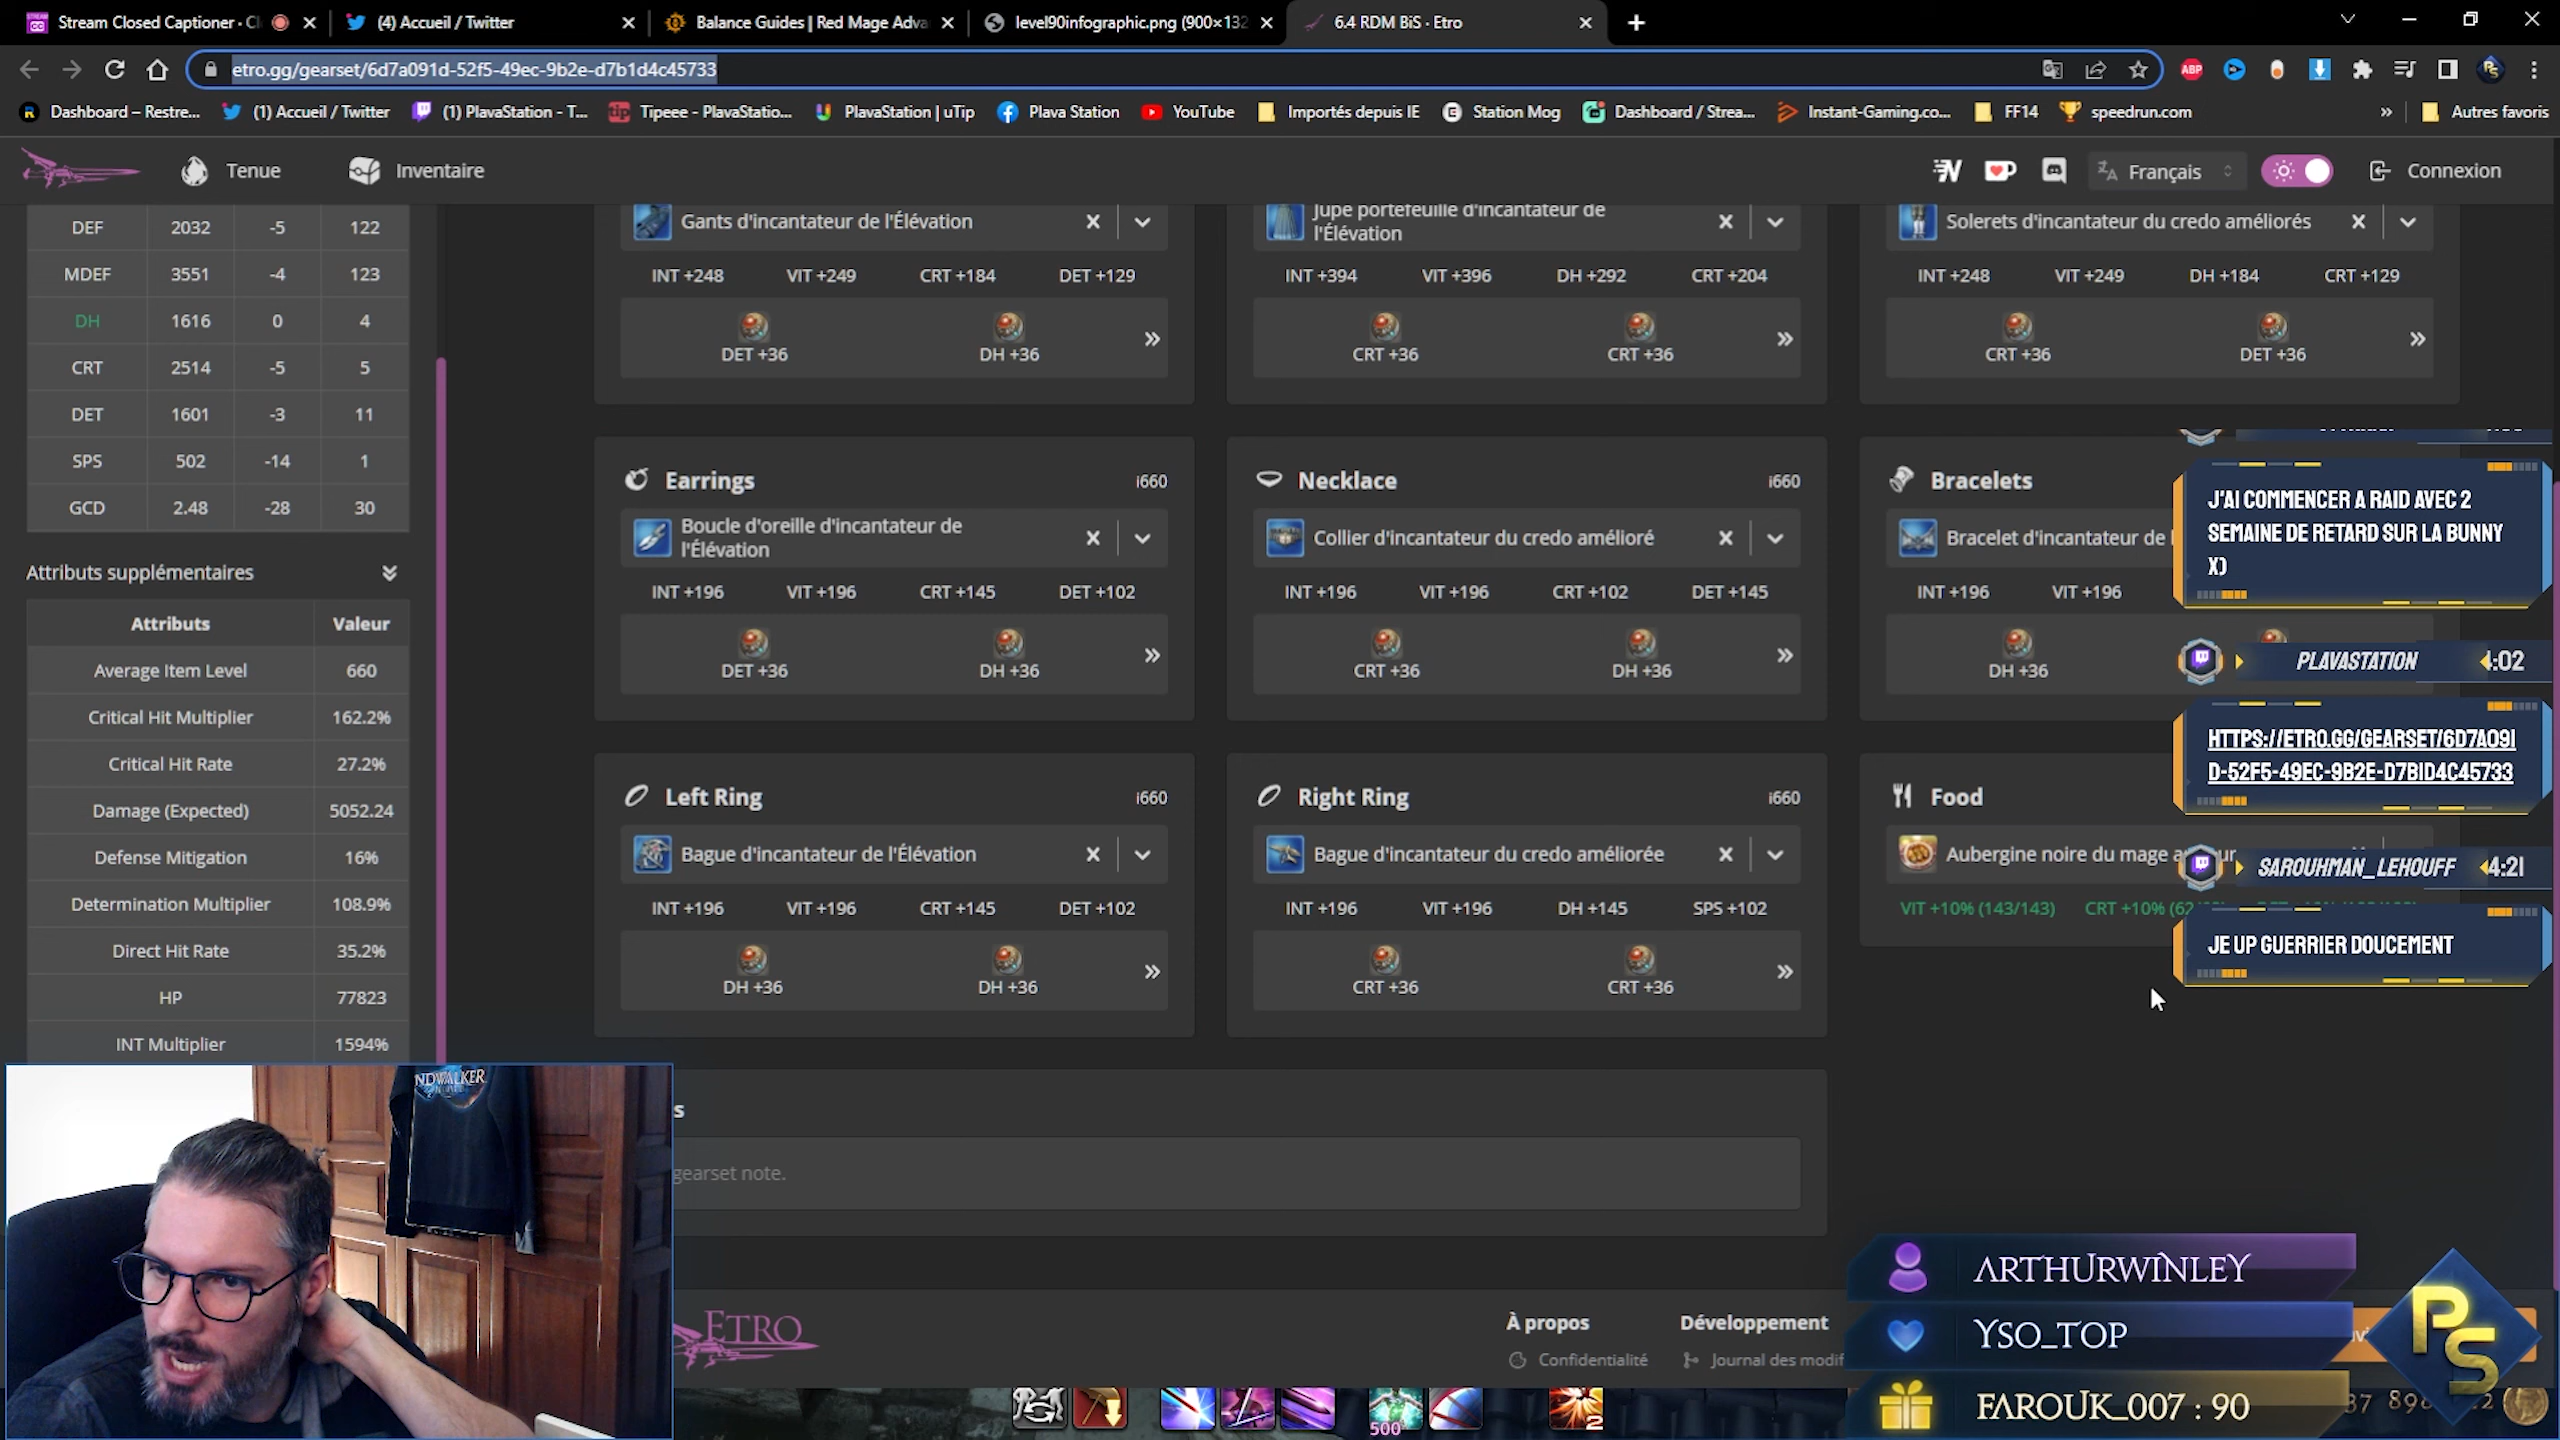 Stream Closed Captioner · Cl
(4) Accueil / Twitter
Balance Guides | Red Mage Adva
level90infographic.png (900×132
6.4 RDM BiS · Etro
etro.gg/gearset/6d7a091d-52f5-49ec-9b2e-d7b1d4c45733
Dashboard – Restre...
(1) Accueil / Twitter
(1) PlavaStation - T...
Tipeee - PlavaStatio...
PlavaStation | uTip
Plava Station
YouTube
Importés depuis IE
Station Mog
Dashboard / Strea...
Instant-Gaming.co...
FF14
speedrun.com
»
Autres favoris
Tenue
Inventaire
Français
Connexion
DEF 2032 -5 122
MDEF 3551 -4 123
DH 1616 0 4
CRT 2514 -5 5
DET 1601 -3 11
SPS 502 -14 1
GCD 2.48 -28 30
Attributs supplémentaires
Attributs Valeur
Average Item Level 660
Critical Hit Multiplier 162.2%
Critical Hit Rate 27.2%
Damage (Expected) 5052.24
Defense Mitigation 16%
Determination Multiplier 108.9%
Direct Hit Rate 35.2%
HP 77823
INT Multiplier 1594%
Gants d'incantateur de l'Élévation
INT +248 VIT +249 CRT +184 DET +129
DET +36 DH +36
Jupe portefeuille d'incantateur de
l'Élévation
INT +394 VIT +396 DH +292 CRT +204
CRT +36 CRT +36
Solerets d'incantateur du credo améliorés
INT +248 VIT +249 DH +184 CRT +129
CRT +36 DET +36
Earrings i660
Boucle d'oreille d'incantateur de
l'Élévation
INT +196 VIT +196 CRT +145 DET +102
DET +36 DH +36
Necklace i660
Collier d'incantateur du credo amélioré
INT +196 VIT +196 CRT +102 DET +145
CRT +36 DH +36
Bracelets
Bracelet d'incantateur de
INT +196 VIT +196
DH +36
Left Ring i660
Bague d'incantateur de l'Élévation
INT +196 VIT +196 CRT +145 DET +102
DH +36 DH +36
Right Ring i660
Bague d'incantateur du credo améliorée
INT +196 VIT +196 DH +145 SPS +102
CRT +36 CRT +36
Food
Aubergine noire du mage
VIT +10% (143/143) CRT +10%
J'AI COMMENCER A RAID AVEC 2
SEMAINE DE RETARD SUR LA BUNNY
X)
PLAVASTATION 4:02
HTTPS://ETRO.GG/GEARSET/6D7A091
D-52F5-49EC-9B2E-D7B1D4C45733
SAROUHMAN_LEHOUFF 4:21
JE UP GUERRIER DOUCEMENT
s
gearset note.
ETRO
À propos
Confidentialité
Développement
Journal des modif
NDWALKER
500
2
ARTHURWINLEY
YSO_TOP
FAROUK_007 : 90
PS